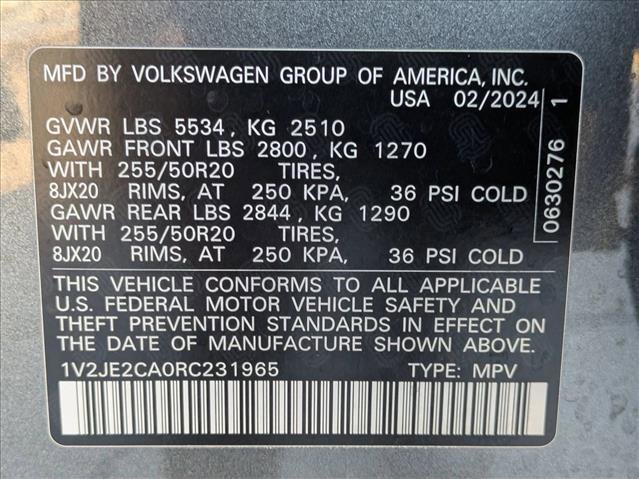 MFD BY VOLKSWAGEN GROUP OF AMERICA, INC.
USA 02/2024
GVWR LBS 5534, KG 2510
GAWR FRONT LBS 2800, KG 1270
WITH 255/50R20 TIRES,
8JX20 RIMS, AT 250 KPA, 36 PSI COLD
GAWR REAR LBS 2844, KG 1290
WITH 255/50R20 TIRES,
8JX20 RIMS, AT 250 KPA, 36 PSI COLD
THIS VEHICLE CONFORMS TO ALL APPLICABLE
U.S. FEDERAL MOTOR VEHICLE SAFETY AND
THEFT PREVENTION STANDARDS IN EFFECT ON
THE DATE OF MANUFACTURE SHOWN ABOVE.
1V2JE2CA0RC231965 TYPE: MPV
0630276 1